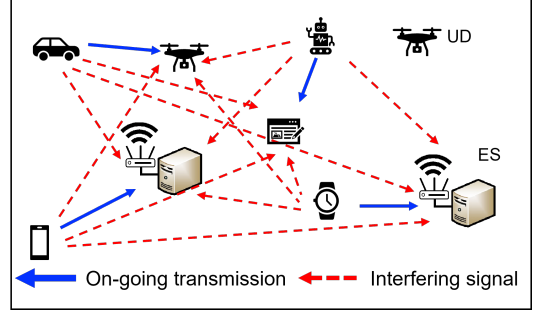 UD
ES
On-going transmission
Interfering signal